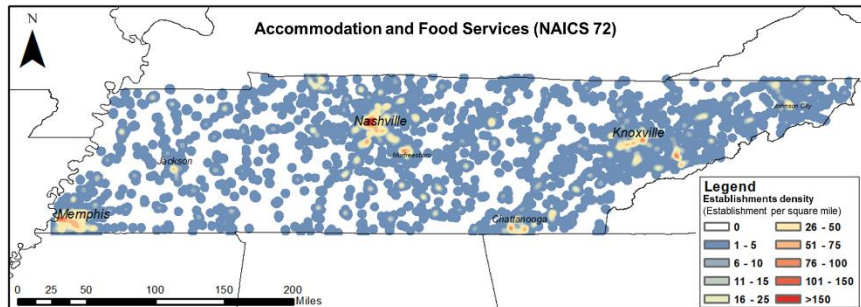 N
Accommodation and Food Services (NAICS 72)
Nashville
Murfreesboro
Jackson
Memphis
Chattanooga
Knoxville
Johnson City
Legend
Establishments density
(Establishment per square mile)
0
1 - 5
6 - 10
11 - 15
16 - 25
26 - 50
51 - 75
76 - 100
101 - 150
>150
0 25 50 100 150 200
Miles